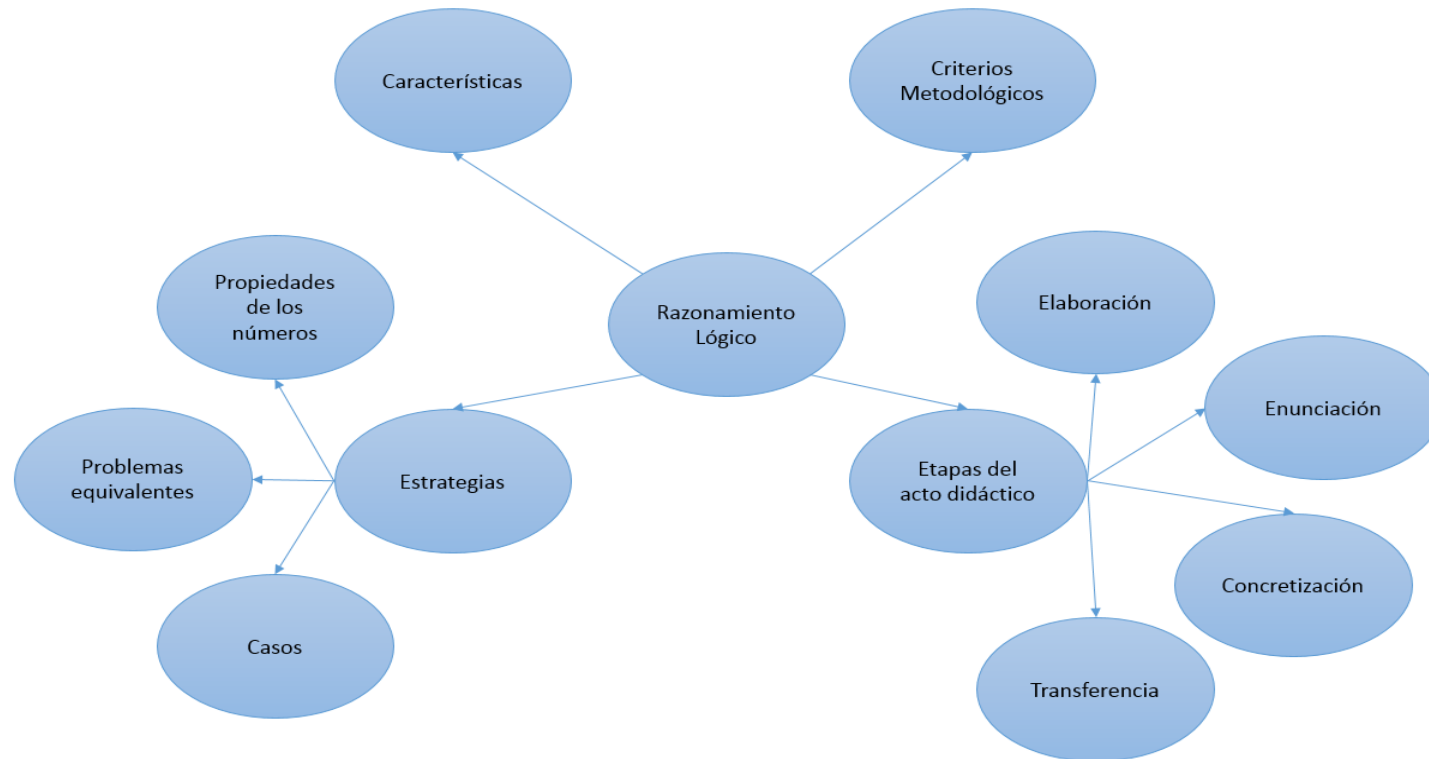 Característícas
Criterios
Metodológicos
Propiedades
de los
números
Razonamiento
Lógico
Elaboración
Enunciación
Problemas
equivalentes
Estrategias
Etapas del
acto didáctico
Concretización
Casos
Transferencia